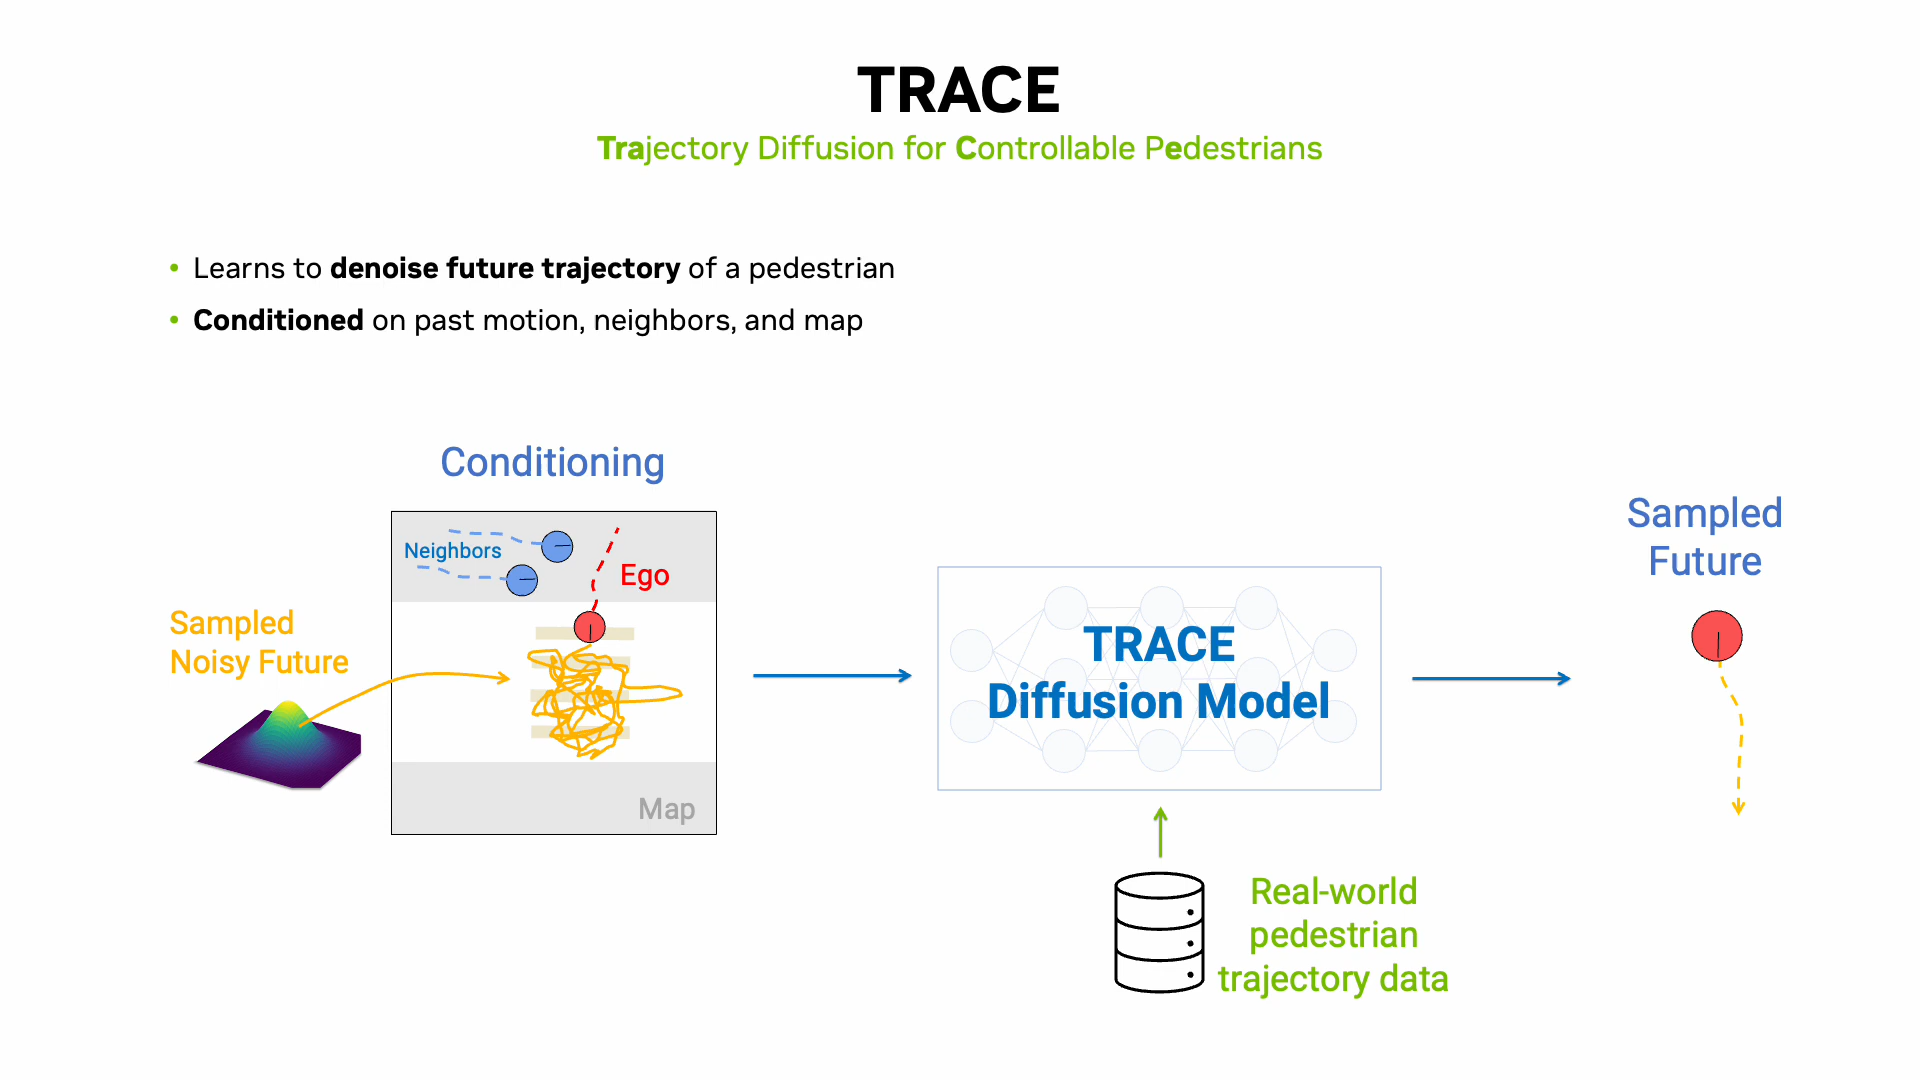 TRACE
Trajectory Diffusion for Controllable Pedestrians
• Learns to denoise future trajectory of a pedestrian
• Conditioned on past motion, neighbors, and map
Conditioning
Neighbors
Ego
Map
Sampled
Noisy Future
TRACE
Diffusion Model
Real-world
pedestrian
trajectory data
Sampled
Future